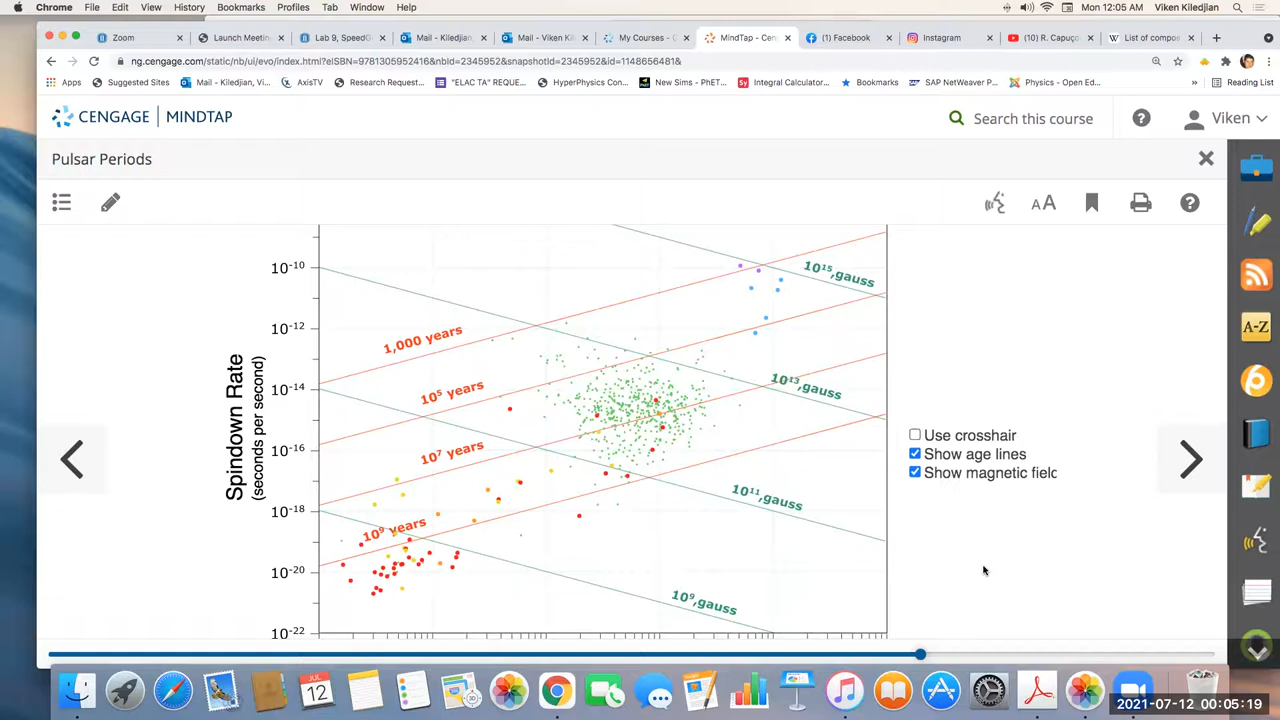 Chrome File Edit View History Bookmarks Profiles Tab Window Help Mon 12:05 AM Viken Kiledjian
Zoom Launch Meetin Lab 9, SpeedG Mail - Kiledjian, Mail - Viken K My Courses - C MindTap - Cen (1) Facebook Instagram (10) R. Capuço List of compos
ng.cengage.com/static/nb/ui/evo/index.html?eISBN=9781305952416&nbId=2345952&snapshotId=2345952&id=1148656481&
Apps Suggested Sites Mail - Kiledjian, Vi... AxisTV Research Request... "ELAC TA" REQUE... HyperPhysics Con... New Sims - PhET... Integral Calculator... Bookmarks SAP NetWeaver P... Physics - Open Ed... » Reading List
CENGAGE | MINDTAP
Search this course
Viken
Pulsar Periods
AA
10-10
10-12
10-14
10-16
10-18
10-20
10-22
Spindown Rate
(seconds per second)
1,000 years
10⁵ years
10⁷ years
10⁹ years
10¹⁵,gauss
10¹³,gauss
10¹¹,gauss
10⁹,gauss
Use crosshair
Show age lines
Show magnetic field
A-Z
JUL
12
2021-07-12 00:05:19